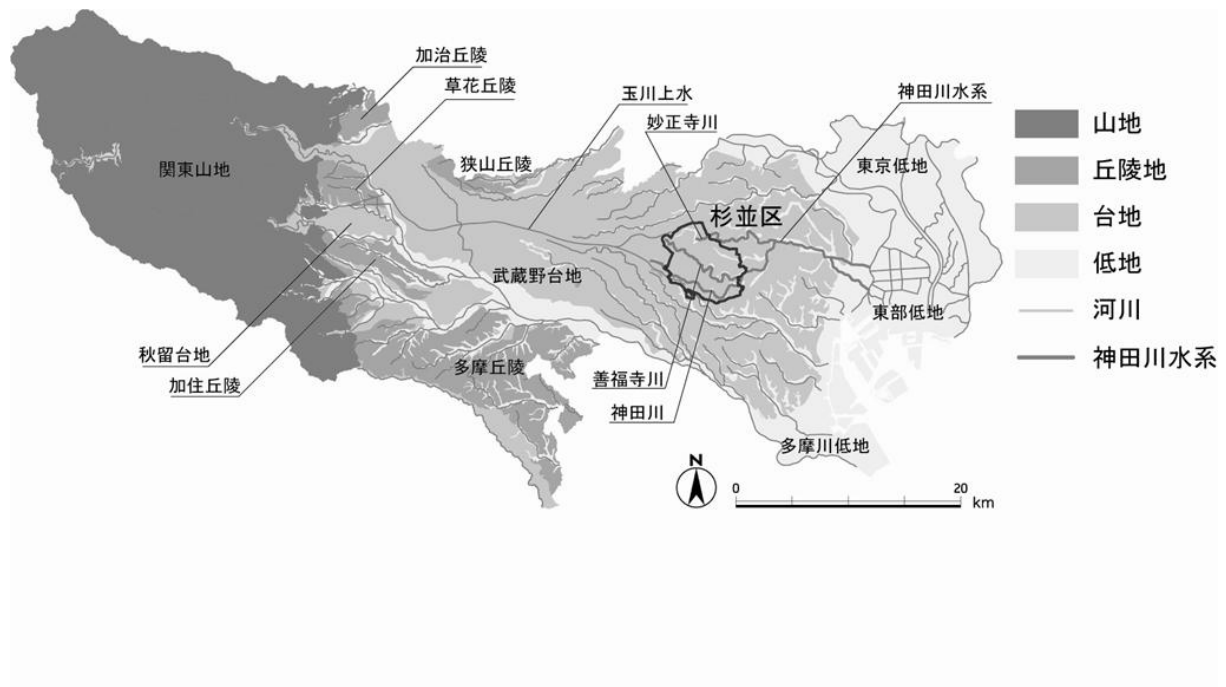 加治丘陵
草花丘陵
玉川上水
神田川水系
妙正寺川
関東山地
狭山丘陵
東京低地
杉並区
武蔵野台地
東部低地
秋留台地
加住丘陵
多摩丘陵
善福寺川
神田川
多摩川低地
N
0 20
km
山地
丘陵地
台地
低地
河川
神田川水系